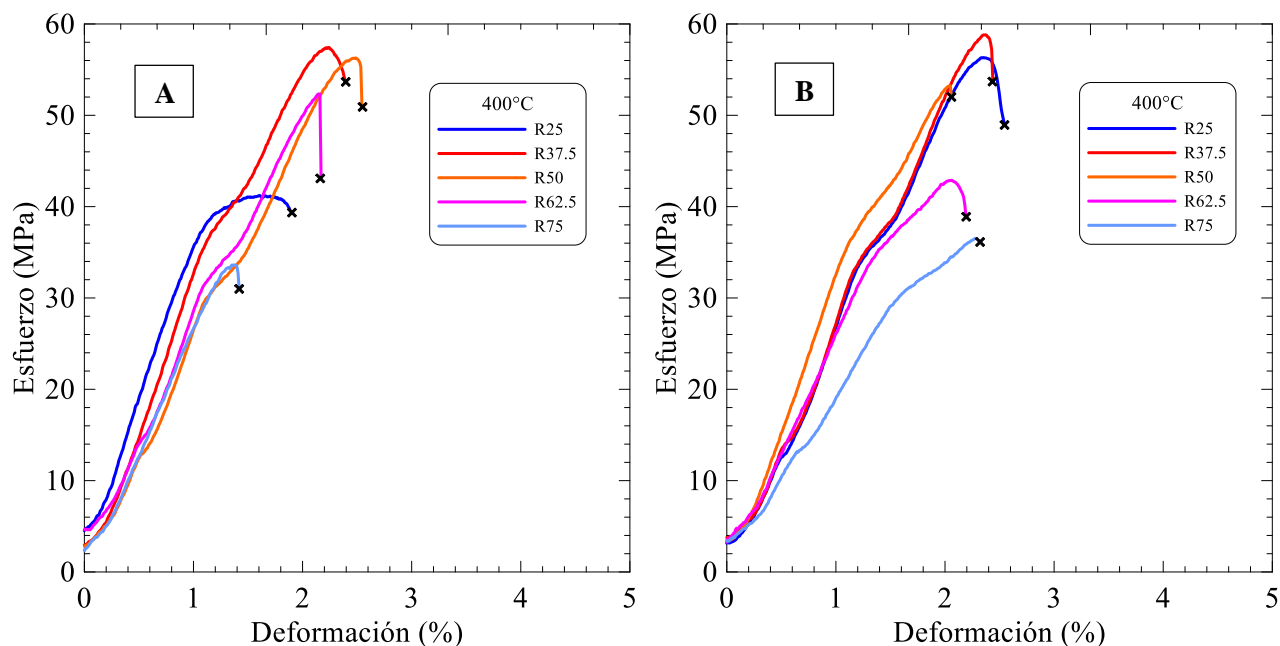 60
50
40
30
20
10
0
Esfuerzo (MPa)
A
400°C
R25
R37.5
R50
R62.5
R75
0 1 2 3 4 5
Deformación (%)
60
50
40
30
20
10
0
Esfuerzo (MPa)
B
400°C
R25
R37.5
R50
R62.5
R75
0 1 2 3 4 5
Deformación (%)